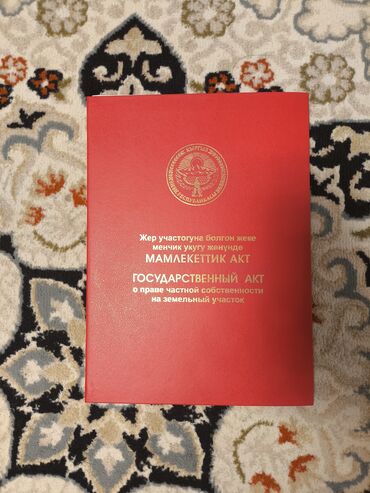 Жер участогуна болгон жеке
менчик укугу жөнүндө
МАМЛЕКЕТТИК АКТ
ГОСУДАРСТВЕННЫЙ АКТ
о праве частной собственности
на земельный участок